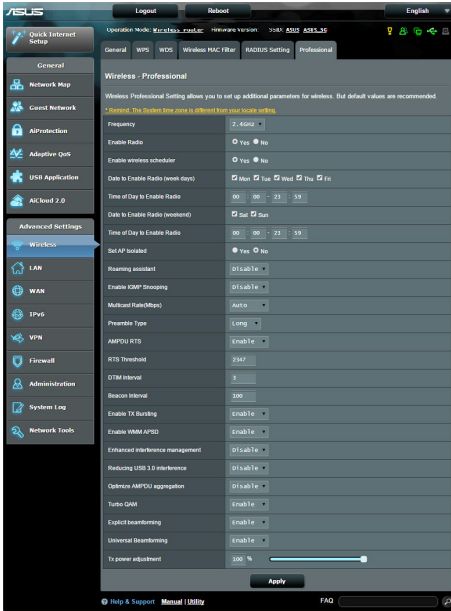 ASUS
Logout
Reboot
English
Quick Internet Setup
Operation Mode: Wireless router Firmware Version: SSID: ASUS ASUS_5G
General WPS WDS Wireless MAC Filter RADIUS Setting Professional
General
Network Map
Guest Network
AiProtection
Adaptive QoS
USB Application
AiCloud 2.0
Advanced Settings
Wireless
LAN
WAN
IPv6
VPN
Firewall
Administration
System Log
Network Tools
Wireless - Professional
Wireless Professional Setting allows you to set up additional parameters for wireless. But default values are recommended.
* Remind: The System time zone is different from your locale setting.
Frequency 2.4GHz
Enable Radio Yes No
Enable wireless scheduler Yes No
Date to Enable Radio (week days) Mon Tue Wed Thu Fri
Time of Day to Enable Radio 00 : 00 - 23 : 59
Date to Enable Radio (weekend) Sat Sun
Time of Day to Enable Radio 00 : 00 - 23 : 59
Set AP Isolated Yes No
Roaming assistant Disable
Enable IGMP Snooping Disable
Multicast Rate(Mbps) Auto
Preamble Type Long
AMPDU RTS Enable
RTS Threshold 2347
DTIM Interval 3
Beacon Interval 100
Enable TX Bursting Enable
Enable WMM APSD Enable
Enhanced interference management Disable
Reducing USB 3.0 interference Disable
Optimize AMPDU aggregation Disable
Turbo QAM Enable
Explicit beamforming Enable
Universal Beamforming Enable
Tx power adjustment 100 %
Apply
Help & Support Manual | Utility FAQ